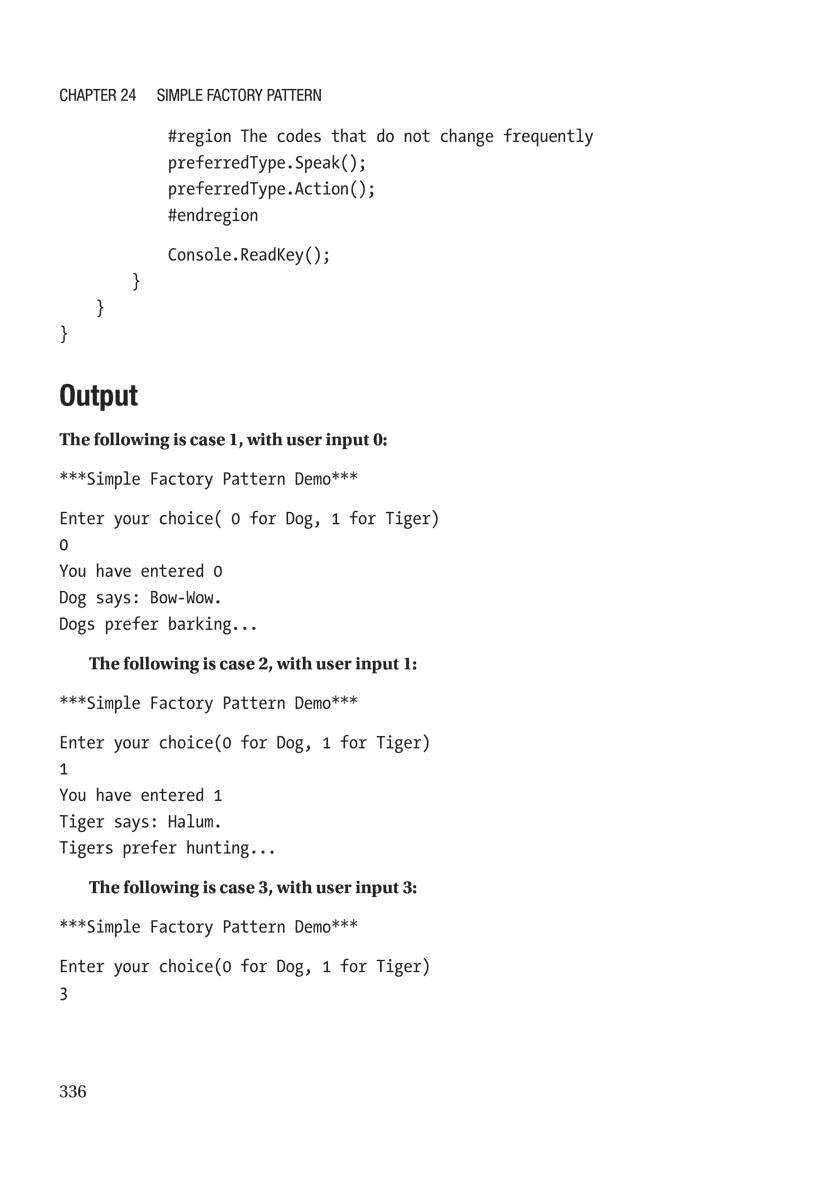 CHAPTER 24 SIMPLE FACTORY PATTERN
#region The codes that do not change frequently
preferredType.Speak();
preferredType.Action();
#endregion
Console.ReadKey();
}
}
}
Output
The following is case 1, with user input 0:
***Simple Factory Pattern Demo***
Enter your choice( 0 for Dog, 1 for Tiger)
0
You have entered 0
Dog says: Bow-Wow.
Dogs prefer barking...
The following is case 2, with user input 1:
***Simple Factory Pattern Demo***
Enter your choice(0 for Dog, 1 for Tiger)
1
You have entered 1
Tiger says: Halum.
Tigers prefer hunting...
The following is case 3, with user input 3:
***Simple Factory Pattern Demo***
Enter your choice(0 for Dog, 1 for Tiger)
3
336